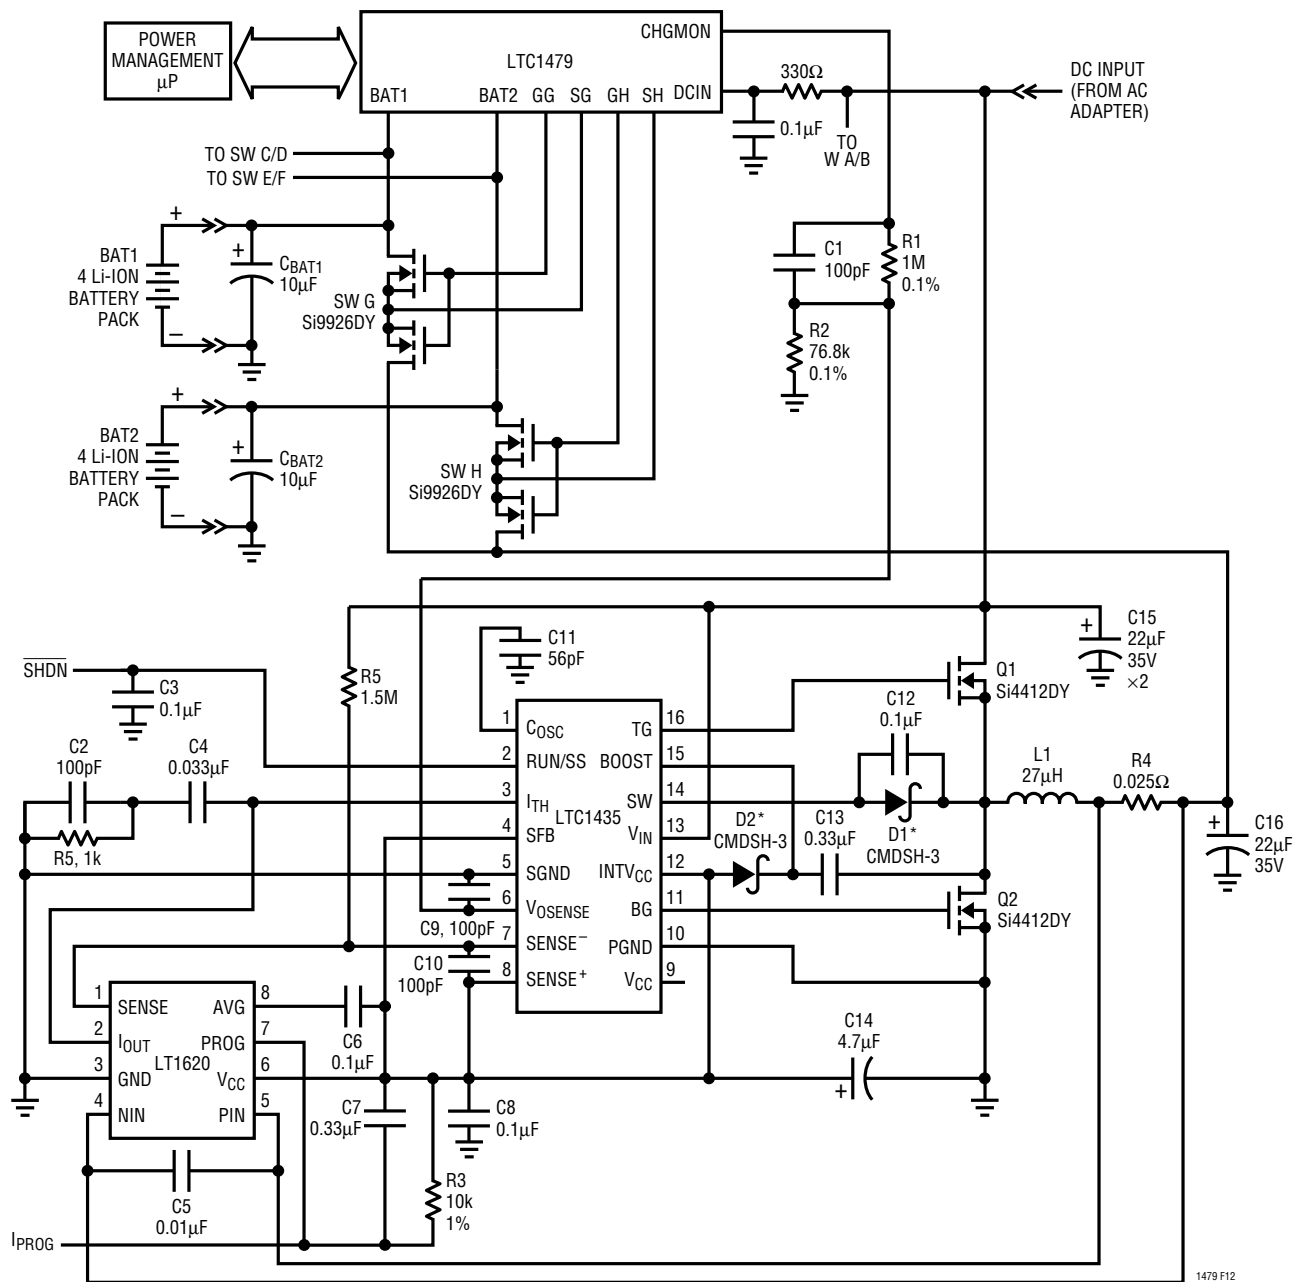 POWER
MANAGEMENT
µP
LTC1479
CHGMON
BAT1
BAT2
GG
SG
GH
SH
DCIN
330Ω
0.1µF
TO
W A/B
DC INPUT
(FROM AC
ADAPTER)
TO SW C/D
TO SW E/F
+
BAT1
4 Li-ION
BATTERY
PACK
–
+
CBAT1
10µF
SW G
Si9926DY
C1
100pF
R1
1M
0.1%
R2
76.8k
0.1%
+
BAT2
4 Li-ION
BATTERY
PACK
–
+
CBAT2
10µF
SW H
Si9926DY
SHDN
C3
0.1µF
R5
1.5M
C11
56pF
Q1
Si4412DY
+
C15
22µF
35V
×2
C2
100pF
C4
0.033µF
R5, 1k
LTC1435
1
COSC
2
RUN/SS
3
ITH
4
SFB
5
SGND
6
VOSENSE
7
SENSE–
8
SENSE+
16
TG
15
BOOST
14
SW
13
VIN
12
INTVCC
11
BG
10
PGND
9
VCC
C12
0.1µF
D1*
CMDSH-3
D2*
CMDSH-3
C13
0.33µF
L1
27µH
R4
0.025Ω
+
C16
22µF
35V
Q2
Si4412DY
C9, 100pF
C10
100pF
LT1620
1
SENSE
2
IOUT
3
GND
4
NIN
8
AVG
7
PROG
6
VCC
5
PIN
C6
0.1µF
C7
0.33µF
C8
0.1µF
C14
4.7µF
+
R3
10k
1%
C5
0.01µF
IPROG
1479 F12